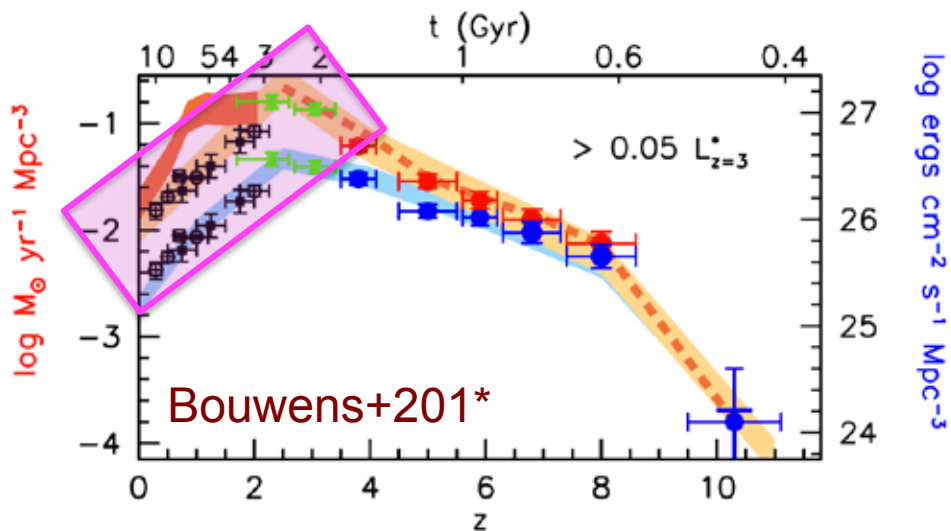 t (Gyr)
10 5 4 3 2 1 0.6 0.4
log M⊙ yr⁻¹ Mpc⁻³
-1
-2
-3
-4
> 0.05 L*z=3
27
26
25
24
log ergs cm⁻² s⁻¹ Mpc⁻³
Bouwens+201*
0 2 4 6 8 10
z